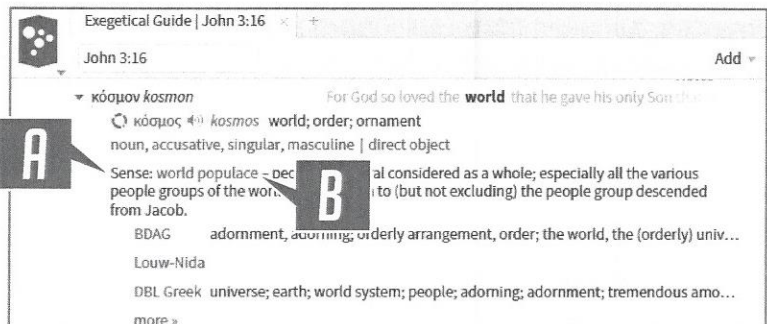 Exegetical Guide | John 3:16 × +
John 3:16 Add
κόσμον kosmon For God so loved the world that he gave his only Son
κόσμος kosmos world; order; ornament
noun, accusative, singular, masculine | direct object
A
Sense: world populace – al considered as a whole; especially all the various
B
people groups of the to (but not excluding) the people group descended
from Jacob.
BDAG adornment, adorning; orderly arrangement, order; the world, the (orderly) univ…
Louw-Nida
DBL Greek universe; earth; world system; people; adorning; adornment; tremendous amo…
more »